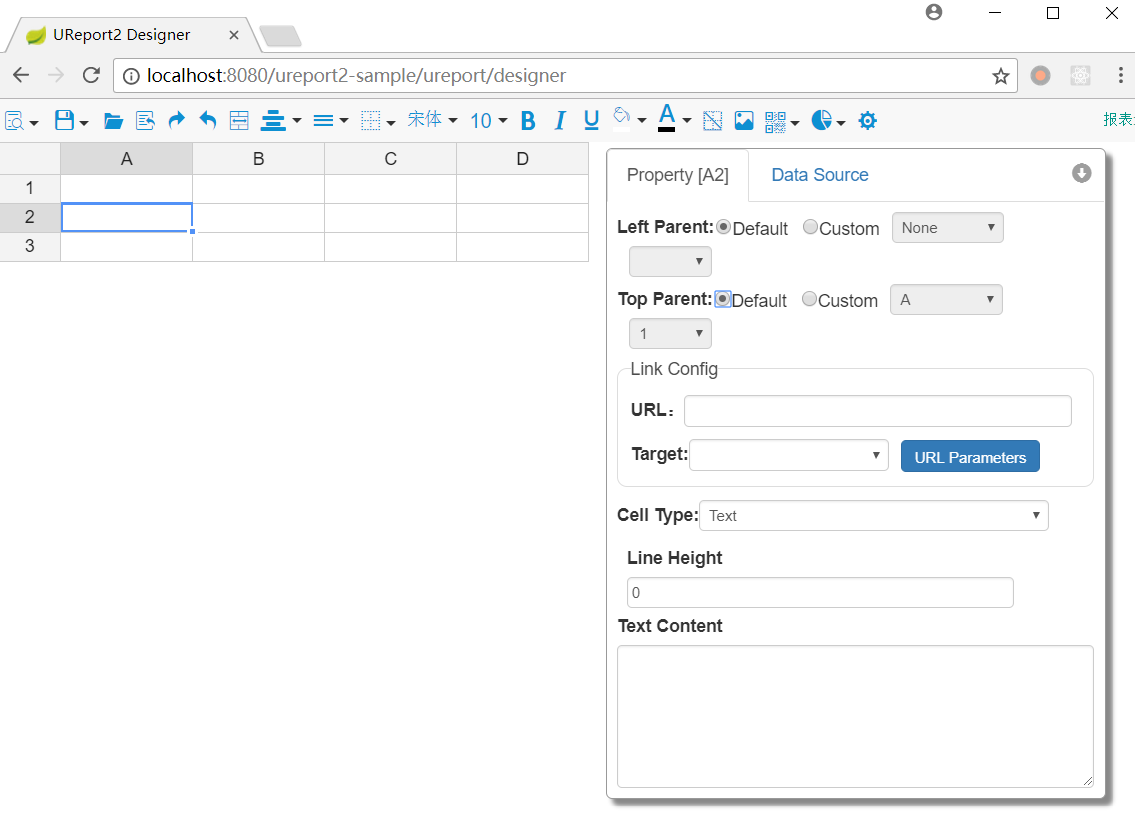 UReport2 Designer
localhost:8080/ureport2-sample/ureport/designer
宋体 10 B I U A 报表
A B C D
1
2
3
Property [A2] Data Source
Left Parent: Default Custom None
Top Parent: Default Custom A
1
Link Config
URL：
Target: URL Parameters
Cell Type: Text
Line Height
0
Text Content